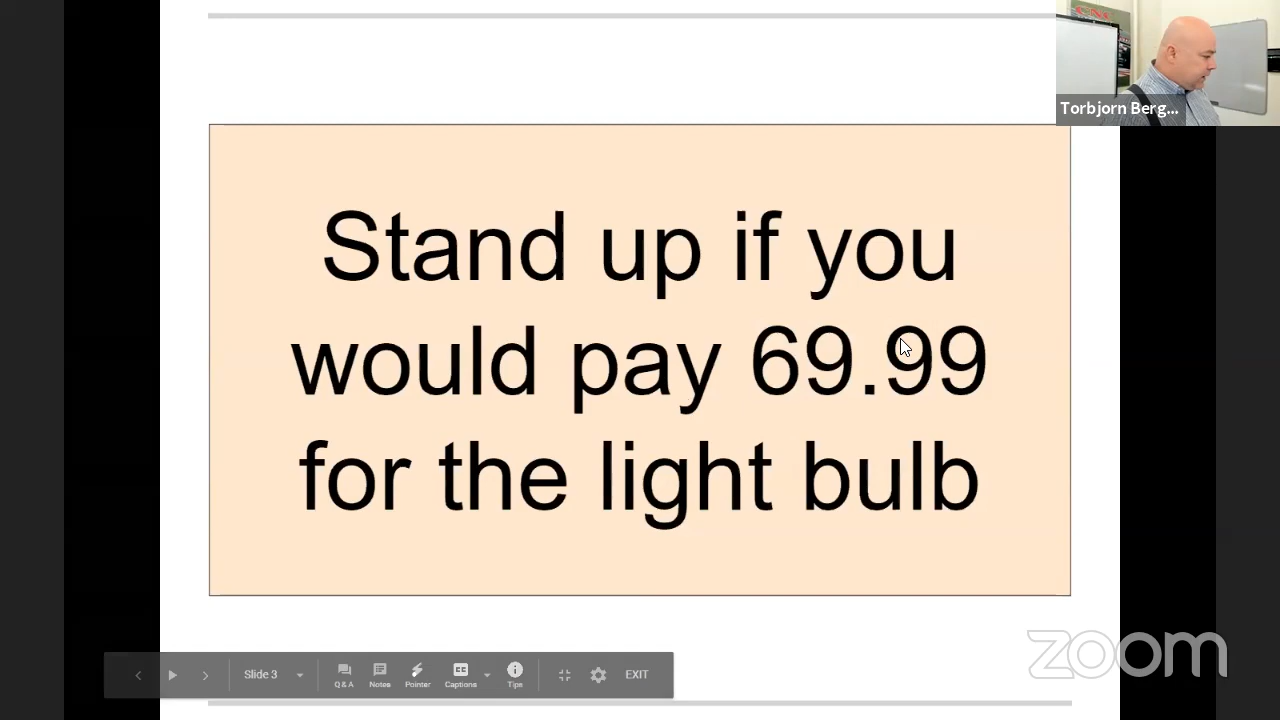 CNC
Torbjorn Berg...
Stand up if you
would pay 69.99
for the light bulb
Slide 3
Q&A
Notes
Pointer
Captions
Tips
EXIT
zoom